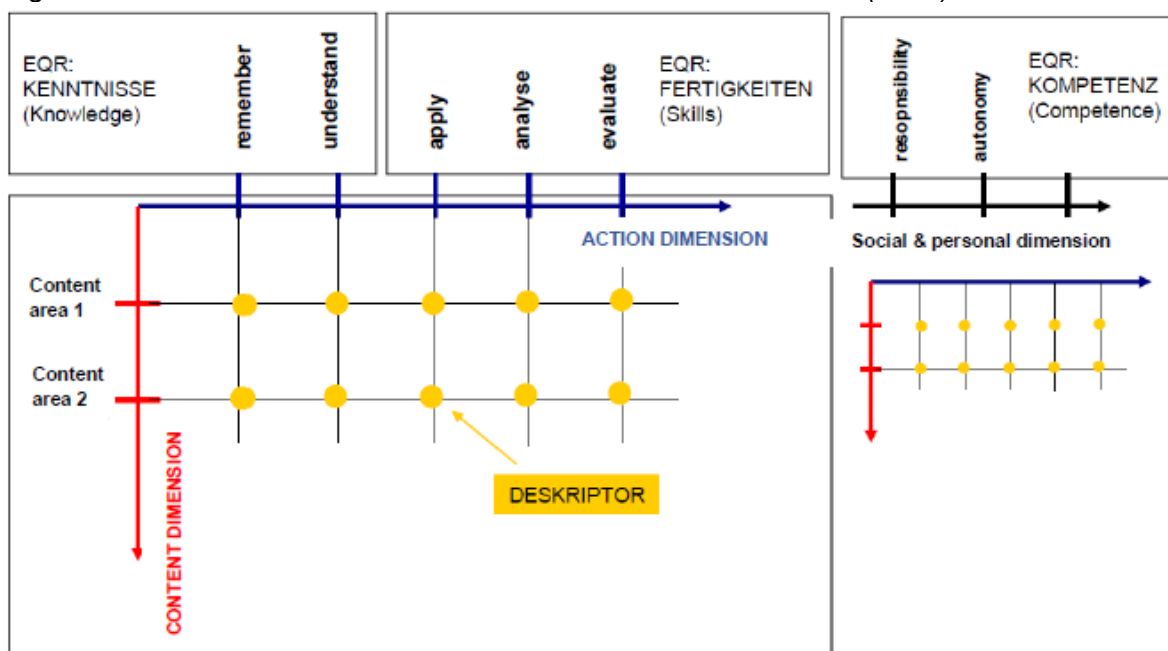 EQR:
KENNTNISSE
(Knowledge)
remember
understand
apply
analyse
evaluate
EQR:
FERTIGKEITEN
(Skills)
resopnsibility
autonomy
EQR:
KOMPETENZ
(Competence)
ACTION DIMENSION
Social & personal dimension
Content
area 1
Content
area 2
CONTENT DIMENSION
DESKRIPTOR